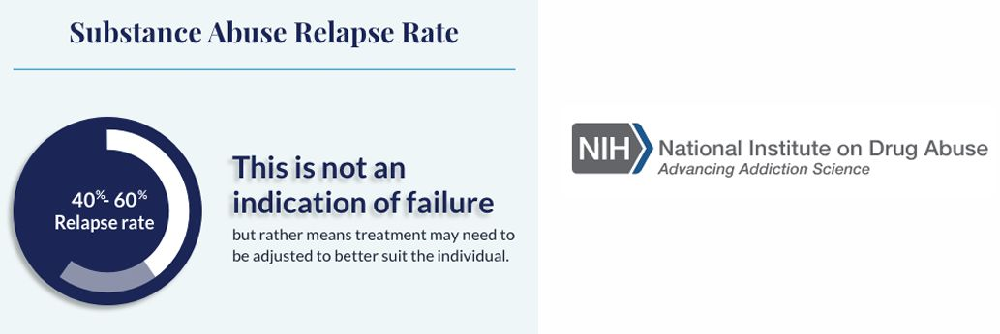 Substance Abuse Relapse Rate
40%- 60%
Relapse rate
This is not an
indication of failure
but rather means treatment may need to
be adjusted to better suit the individual.
NIH
National Institute on Drug Abuse
Advancing Addiction Science